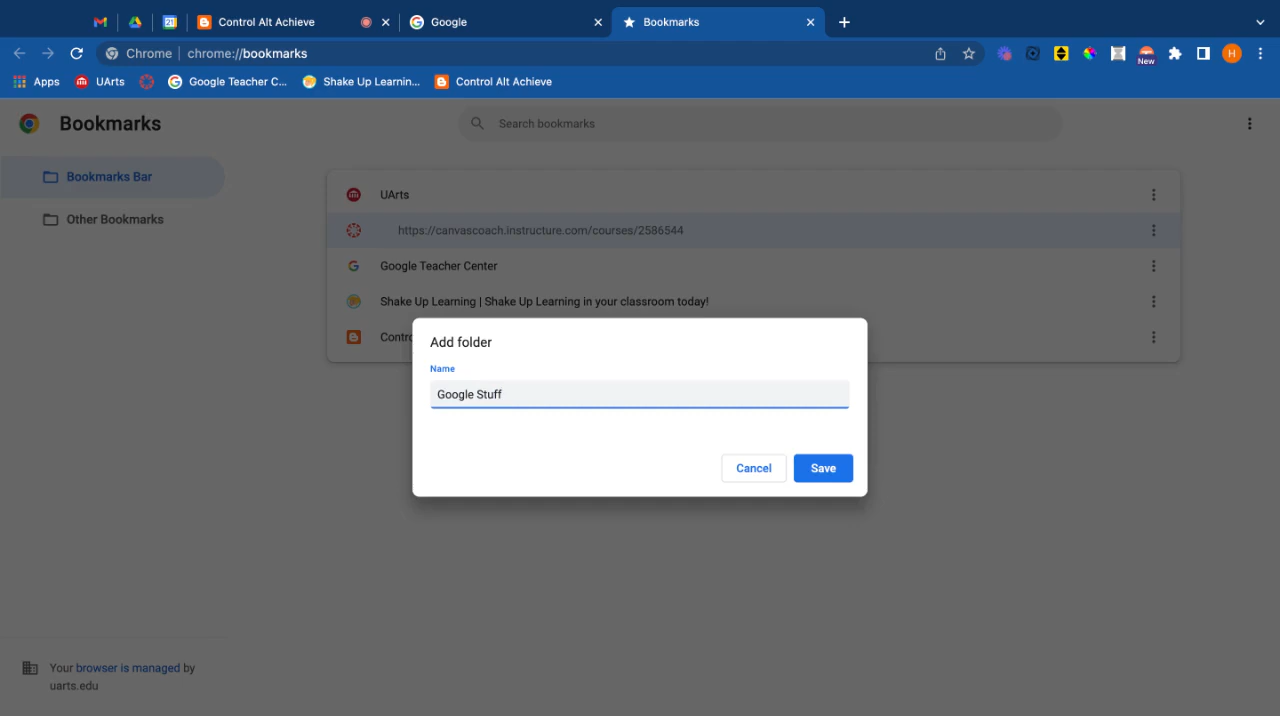 21
Control Alt Achieve
Google
Bookmarks
Chrome
chrome://bookmarks
New
H
Apps
UArts
Google Teacher C...
Shake Up Learnin...
Control Alt Achieve
Bookmarks
Search bookmarks
Bookmarks Bar
Other Bookmarks
UArts
https://canvascoach.instructure.com/courses/2586544
Google Teacher Center
Shake Up Learning | Shake Up Learning in your classroom today!
Contro
Add folder
Name
Google Stuff
Cancel
Save
Your browser is managed by
uarts.edu